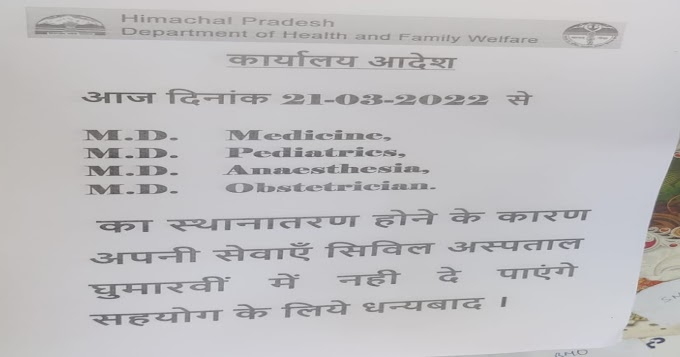 Himachal Pradesh
Department of Health and Family Welfare
कार्यालय आदेश
आज दिनांक 21-03-2022 से
M.D. Medicine,
M.D. Pediatrics,
M.D. Anaesthesia,
M.D. Obstetrician.
का स्थानातरण होने के कारण
अपनी सेवाएँ सिविल अस्पताल
घुमारवीं में नही दे पाएंगे
सहयोग के लिये धन्यबाद ।